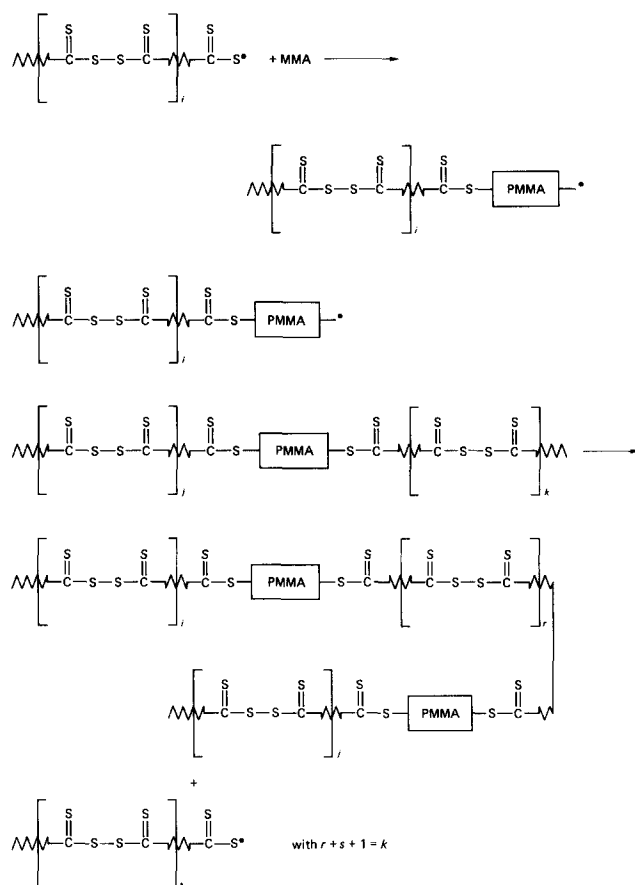 S S S
C—S—S—C C—S• + MMA
i
S S S
C—S—S—C C—S—PMMA—•
i
S S S
C—S—S—C C—S—PMMA—•
i
S S S S S S
C—S—S—C C—S—PMMA—S—C C—S—S—C
j k
S S S S S S
C—S—S—C C—S—PMMA—S—C C—S—S—C
i r
S S S S
C—S—S—C C—S—PMMA—S—C
j
+
S S S
C—S—S—C C—S• with r + s + 1 = k